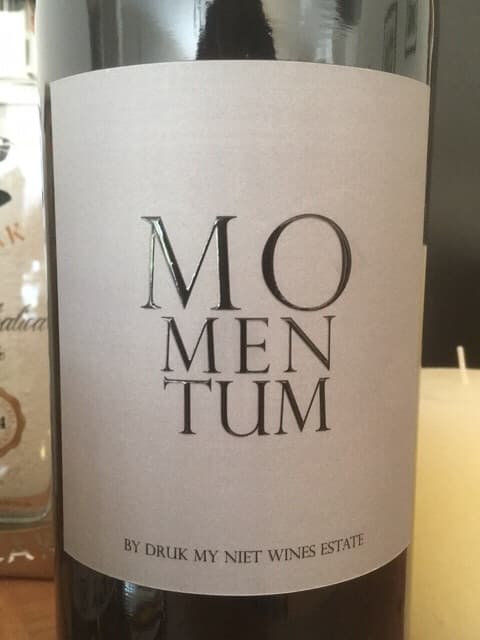 MO
MEN
TUM
BY DRUK MY NIET WINES ESTATE